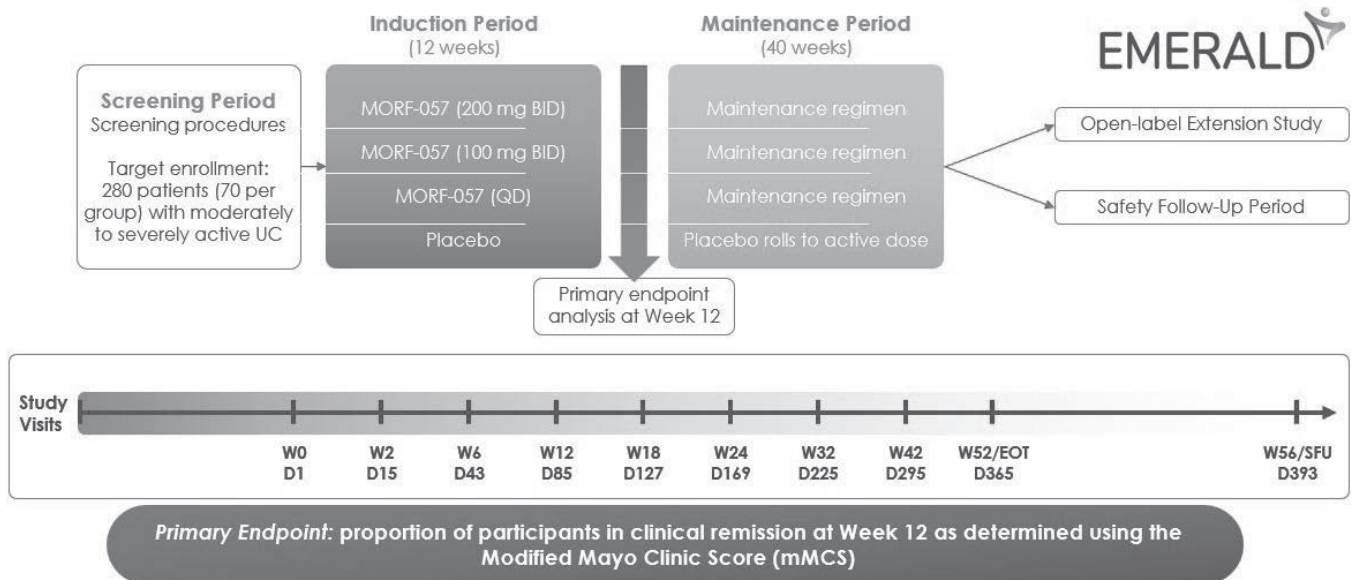 Induction Period
(12 weeks)
Maintenance Period
(40 weeks)
EMERALD
Screening Period
Screening procedures
Target enrollment:
280 patients (70 per
group) with moderately
to severely active UC
MORF-057 (200 mg BID)
MORF-057 (100 mg BID)
MORF-057 (QD)
Placebo
Maintenance regimen
Maintenance regimen
Maintenance regimen
Placebo rolls to active dose
Open-label Extension Study
Safety Follow-Up Period
Primary endpoint
analysis at Week 12
Study
Visits
W0
D1
W2
D15
W6
D43
W12
D85
W18
D127
W24
D169
W32
D225
W42
D295
W52/EOT
D365
W56/SFU
D393
Primary Endpoint: proportion of participants in clinical remission at Week 12 as determined using the
Modified Mayo Clinic Score (mMCS)